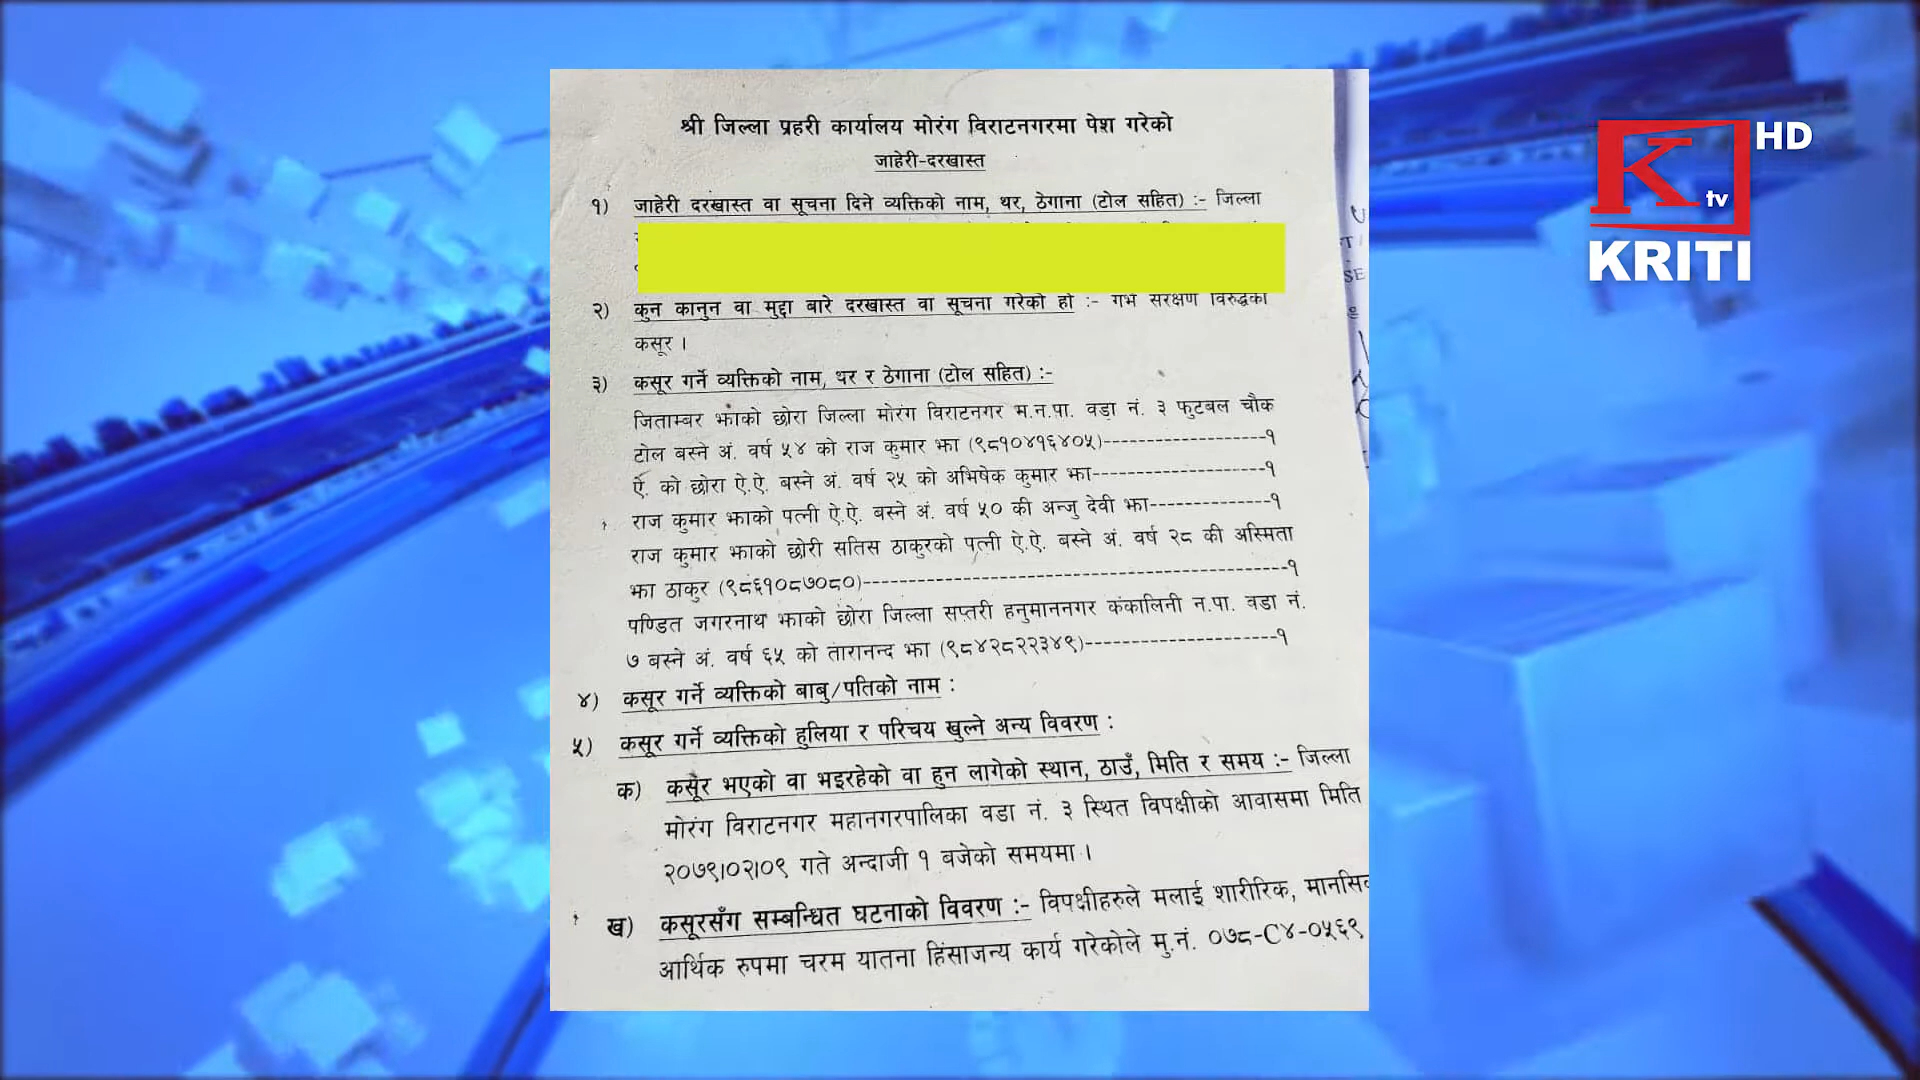 श्री जिल्ला प्रहरी कार्यालय मोरंग विराटनगरमा पेश गरेको
जाहेरी-दरखास्त
१) जाहेरी दरखास्त वा सूचना दिने व्यक्तिको नाम, थर, ठेगाना (टोल सहित) :- जिल्ला
२) कुन कानुन वा मुद्दा बारे दरखास्त वा सूचना गरेको हो :- गर्भ संरक्षण विरुद्धको
कसूर ।
३) कसूर गर्ने व्यक्तिको नाम, थर र ठेगाना (टोल सहित) :-
जिताम्बर झाको छोरा जिल्ला मोरंग विराटनगर म.न.पा. वडा नं. ३ फुटबल चौक
टोल बस्ने अं. वर्ष ५४ को राज कुमार झा (९८१०४१६४०५)-------------------१
ऐ. को छोरा ऐ.ऐ. बस्ने अं. वर्ष २५ को अभिषेक कुमार झा--------------------१
राज कुमार झाको पत्नी ऐ.ऐ. बस्ने अं. वर्ष ५० की अन्जु देवी झा--------------१
राज कुमार झाको छोरी सतिस ठाकुरको पत्नी ऐ.ऐ. बस्ने अं. वर्ष २८ की अस्मिता
झा ठाकुर (९८६१०८७०८०)-----------------------------------------------१
पण्डित जगरनाथ झाको छोरा जिल्ला सप्तरी हनुमाननगर कंकालिनी न.पा. वडा नं.
७ बस्ने अं. वर्ष ६५ को तारानन्द झा (९८४२८२२३४९)---------------------१
४) कसूर गर्ने व्यक्तिको बाबु/पतिको नाम :
५) कसूर गर्ने व्यक्तिको हुलिया र परिचय खुल्ने अन्य विवरण :
क) कसूर भएको वा भइरहेको वा हुन लागेको स्थान, ठाउँ, मिति र समय :- जिल्ला
मोरंग विराटनगर महानगरपालिका वडा नं. ३ स्थित विपक्षीको आवासमा मिति
२०७९।०२।०९ गते अन्दाजी १ बजेको समयमा ।
ख) कसूरसँग सम्बन्धित घटनाको विवरण :- विपक्षीहरुले मलाई शारीरिक,
आर्थिक रुपमा चरम यातना हिंसाजन्य कार्य गरेकोले मु.नं. ०७८-C४-०५६९
K tv HD
KRITI